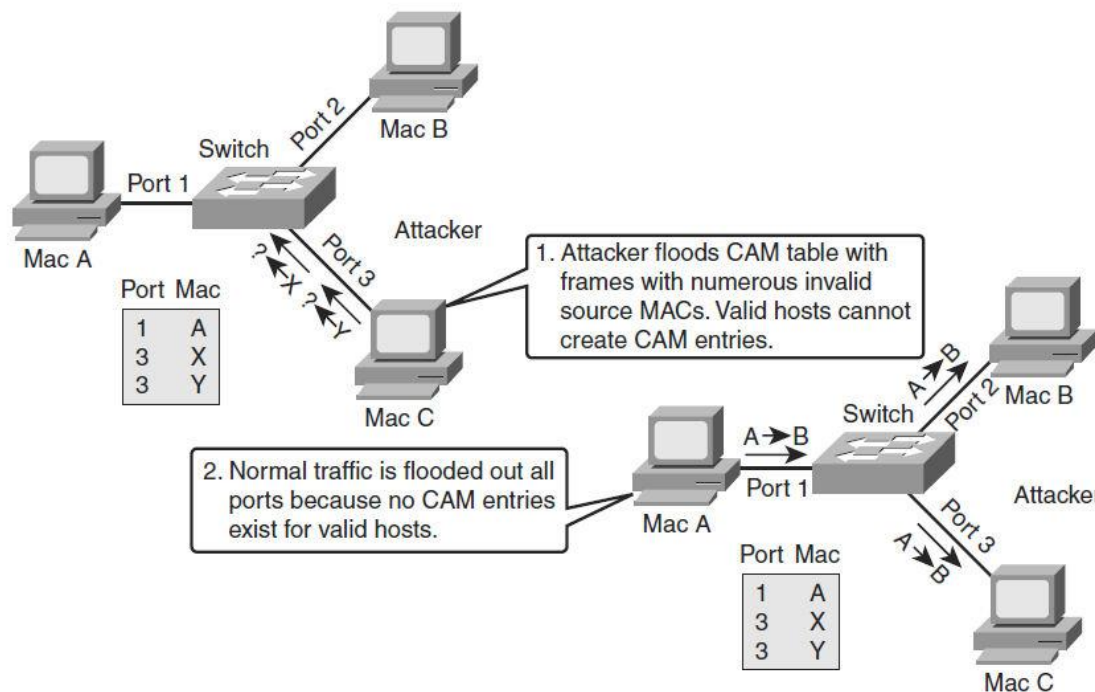 Mac B
Port 2
Switch
Port 1
Mac A
Attacker
Port 3
? X
? Y
1. Attacker floods CAM table with
frames with numerous invalid
source MACs. Valid hosts cannot
create CAM entries.
Port Mac
1 A
3 X
3 Y
Mac C
A B
Port 2
Mac B
Switch
2. Normal traffic is flooded out all
ports because no CAM entries
exist for valid hosts.
A B
Port 1
Mac A
Attacker
Port 3
A B
Port Mac
1 A
3 X
3 Y
Mac C